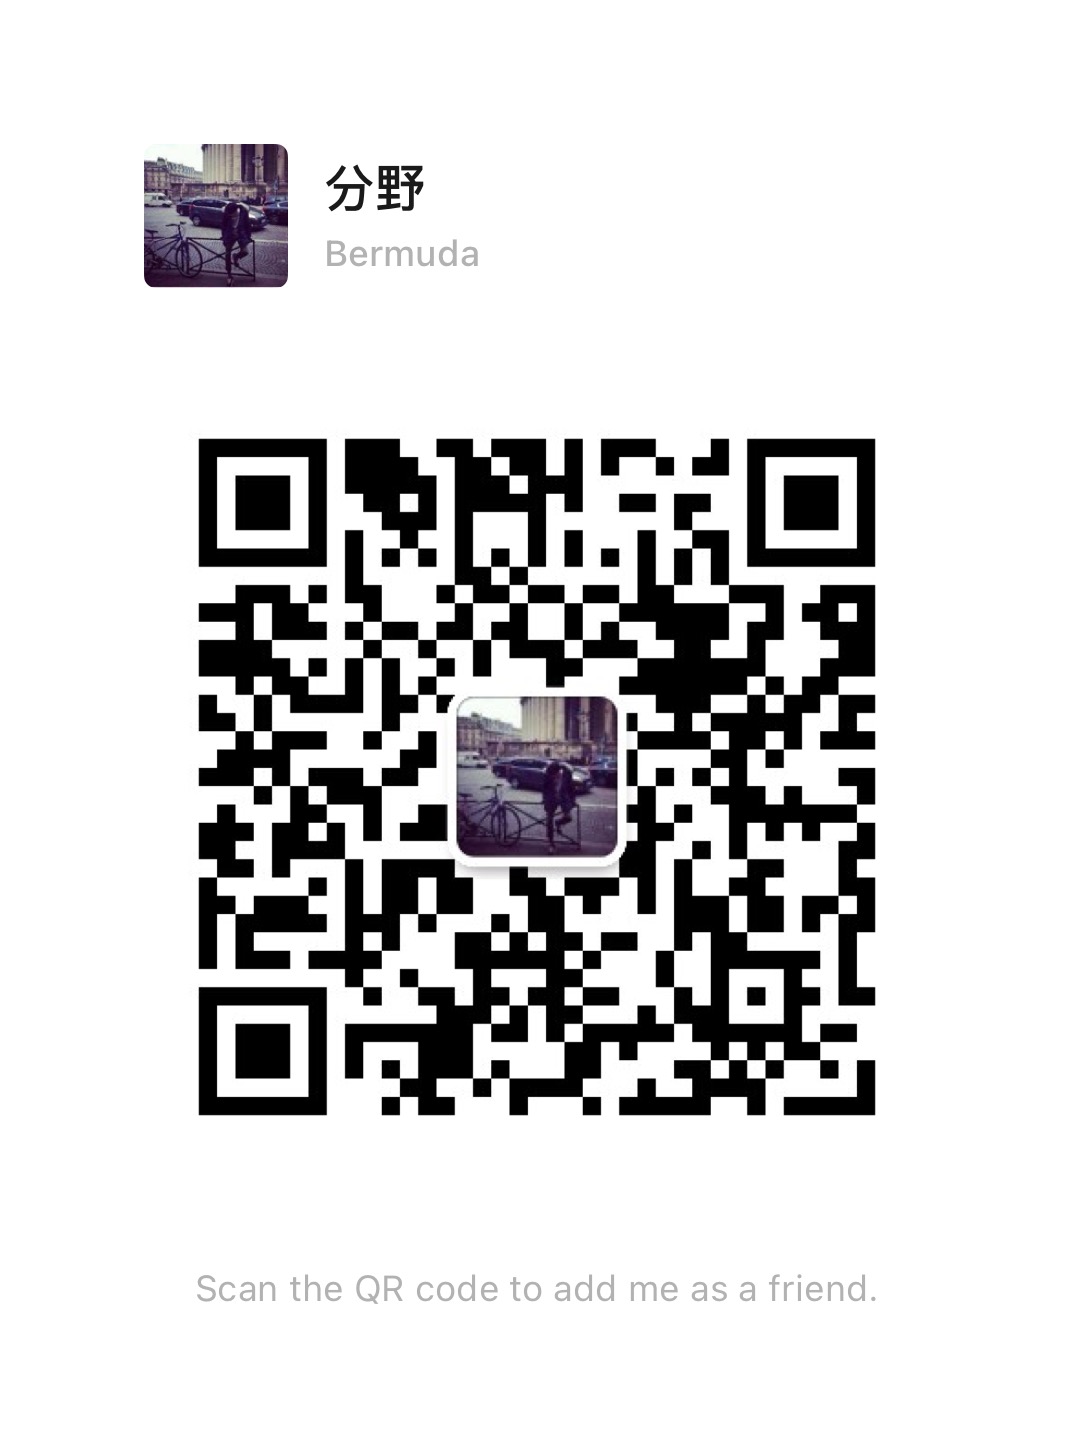 分野
Bermuda
Scan the QR code to add me as a friend.